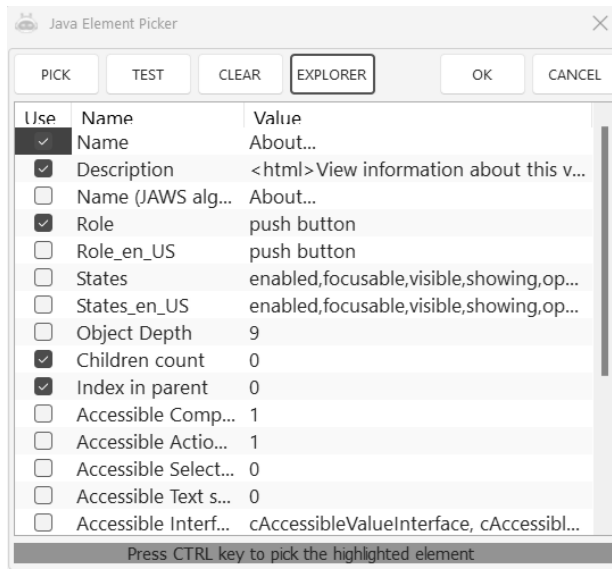 Java Element Picker
PICK TEST CLEAR EXPLORER OK CANCEL
Use Name Value
Name About...
Description <html>View information about this v...
Name (JAWS alg... About...
Role push button
Role_en_US push button
States enabled,focusable,visible,showing,op...
States_en_US enabled,focusable,visible,showing,op...
Object Depth 9
Children count 0
Index in parent 0
Accessible Comp... 1
Accessible Actio... 1
Accessible Select... 0
Accessible Text s... 0
Accessible Interf... cAccessibleValueInterface, cAccessibl...
Press CTRL key to pick the highlighted element